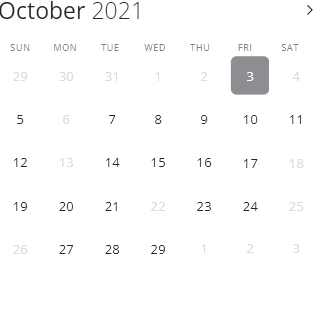 October 2021
SUN MON TUE WED THU FRI SAT
29 30 31 1 2 3 4
5 6 7 8 9 10 11
12 13 14 15 16 17 18
19 20 21 22 23 24 25
26 27 28 29 1 2 3